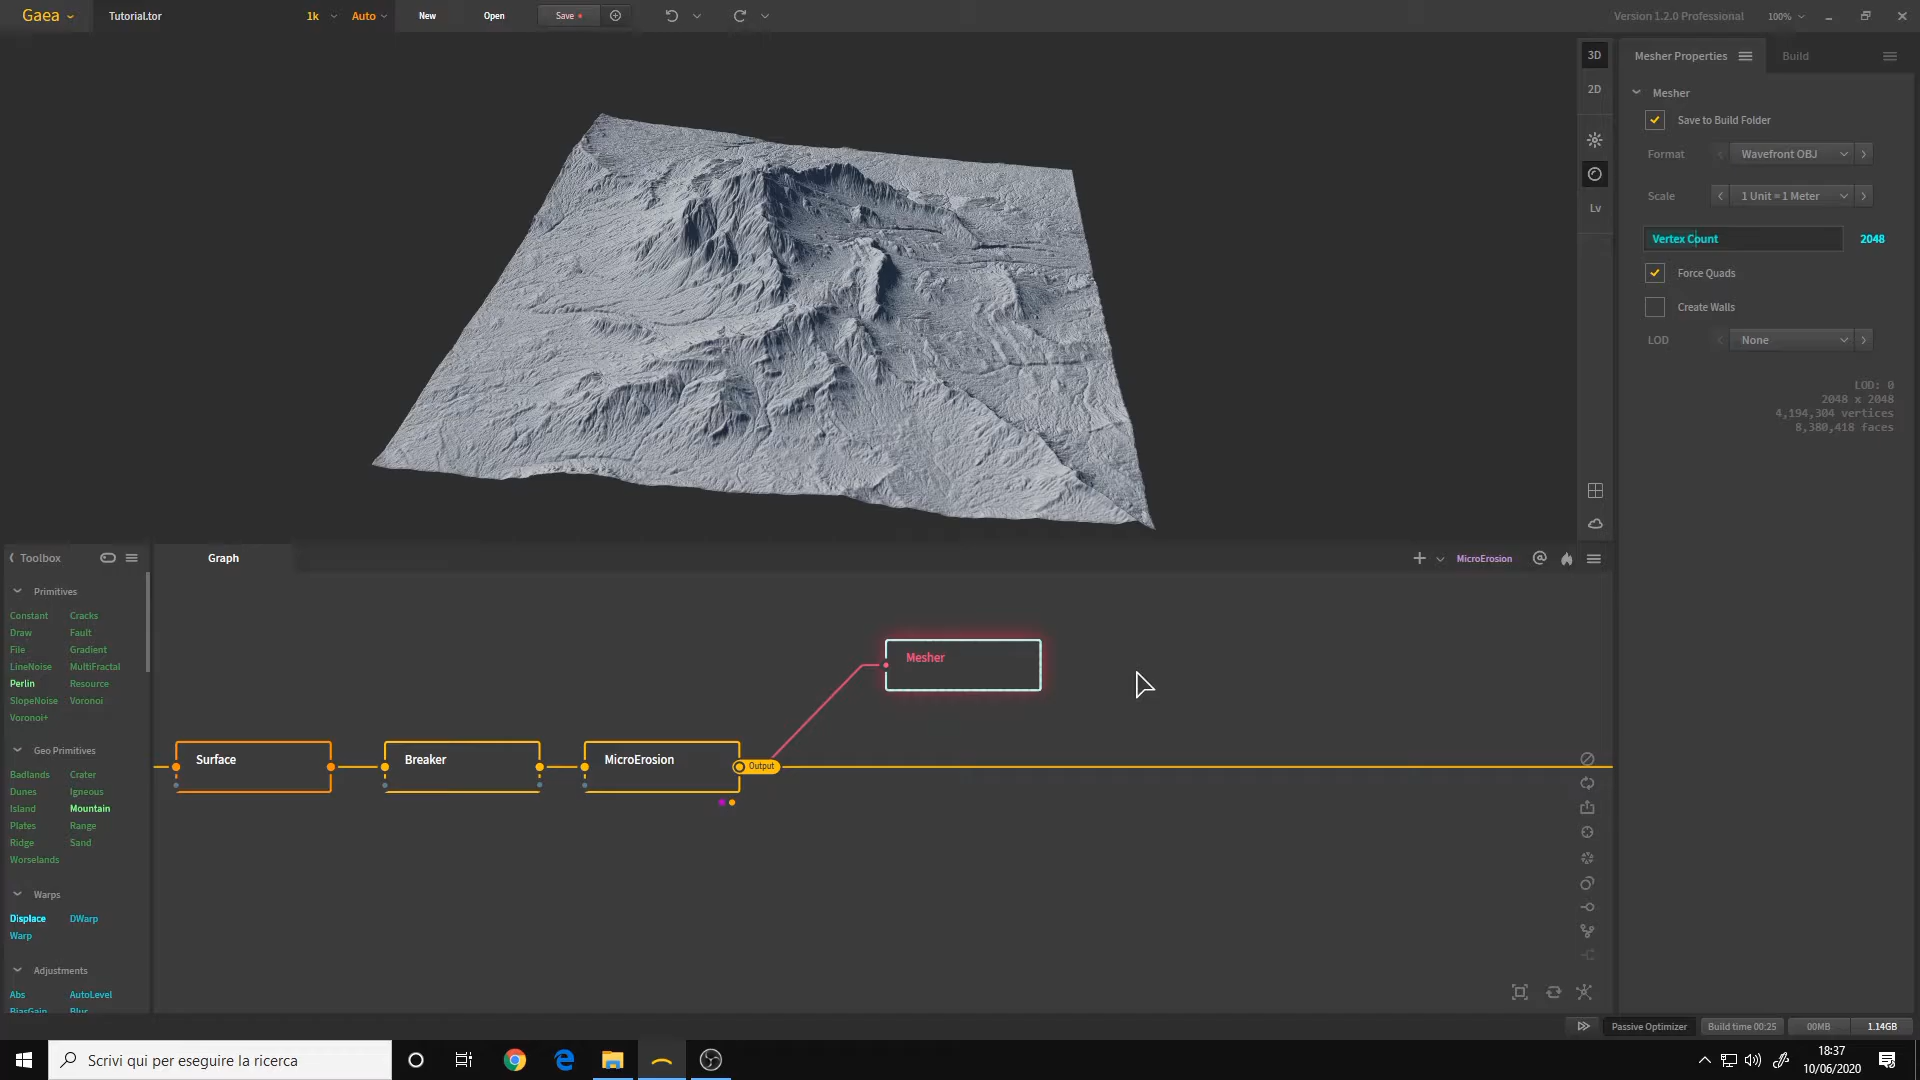 Gaea
Tutorial.tor
1k
Auto
New
Open
Save
Version 1.2.0 Professional
100%
3D
2D
Lv
Mesher Properties
Build
Mesher
Save to Build Folder
Format
Wavefront OBJ
Scale
1 Unit = 1 Meter
Vertex Count
2048
Force Quads
Create Walls
LOD
None
LOD: 0
2048 x 2048
4,194,304 vertices
8,380,418 faces
Toolbox
Graph
MicroErosion
Primitives
Constant Cracks
Draw Fault
File Gradient
LineNoise MultiFractal
Perlin Resource
SlopeNoise Voronoi
Voronoi+
Geo Primitives
Badlands Crater
Dunes Igneous
Island Mountain
Plates Range
Ridge Sand
Worselands
Warps
Displace DWarp
Warp
Adjustments
Abs AutoLevel
BiasGain Blur
Mesher
Surface
Breaker
MicroErosion
Output
Passive Optimizer
Build time 00:25
00MB
1.14GB
Scrivi qui per eseguire la ricerca
18:37
10/06/2020